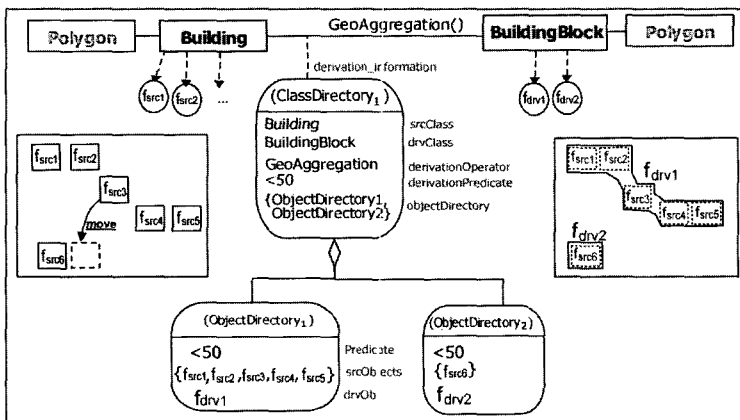 Polygon
Building
GeoAggregation()
BuildingBlock
Polygon
derivation_information
fsrc1
fsrc2
...
fdrv1
fdrv2
(ClassDirectory1)
Building
srcClass
BuildingBlock
drvClass
GeoAggregation
derivationOperator
<50
derivationPredicate
{ObjectDirectory1,
ObjectDirectory2}
objectDirectory
fsrc1
fsrc2
fsrc3
move
fsrc4
fsrc5
fsrc6
fsrc1
fsrc2
fdrv1
fsrc3
fsrc4
fsrc5
fdrv2
fsrc6
(ObjectDirectory1)
<50
Predicate
{fsrc1,fsrc2,fsrc3,fsrc4,fsrc5}
srcObjects
fdrv1
drvOb
(ObjectDirectory2)
<50
{fsrc6}
fdrv2